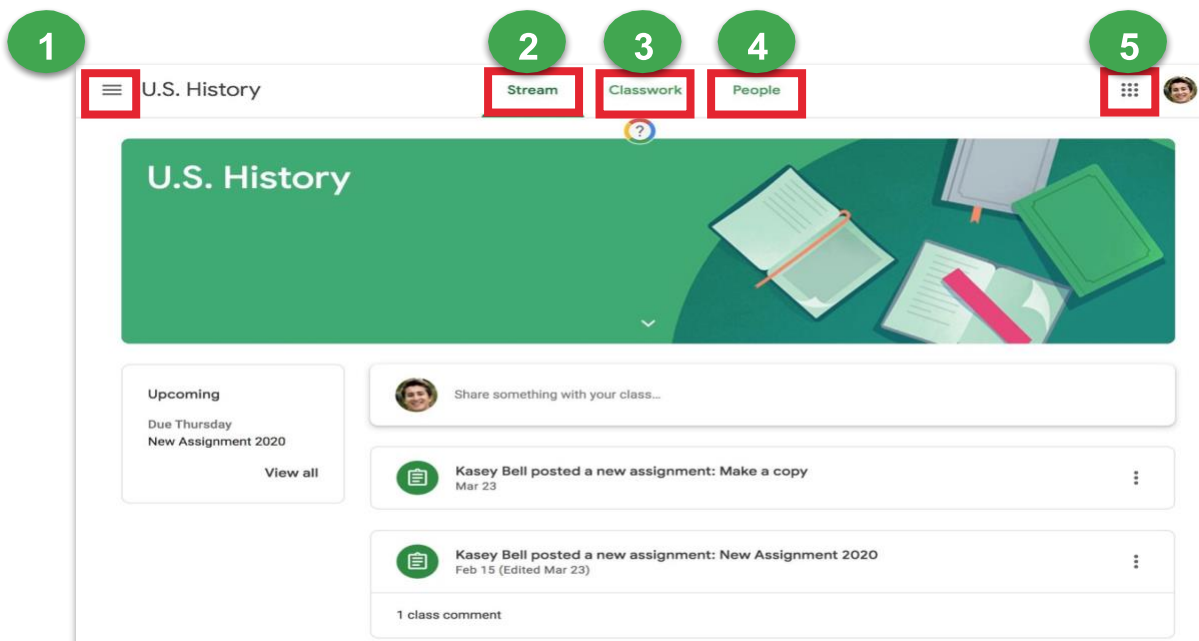 1
2
3
4
5
U.S. History
Stream
Classwork
People
?
U.S. History
Upcoming
Due Thursday
New Assignment 2020
View all
Share something with your class...
Kasey Bell posted a new assignment: Make a copy
Mar 23
Kasey Bell posted a new assignment: New Assignment 2020
Feb 15 (Edited Mar 23)
1 class comment